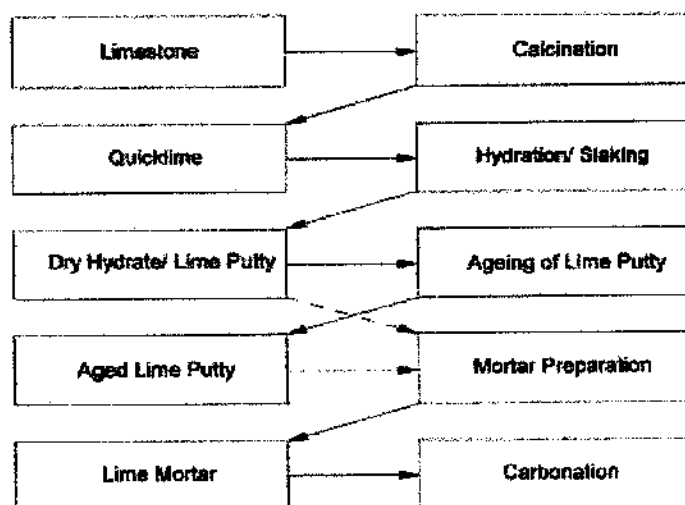 Limestone
Calcination
Quicklime
Hydration/ Slaking
Dry Hydrate/ Lime Putty
Ageing of Lime Putty
Aged Lime Putty
Mortar Preparation
Lime Mortar
Carbonation